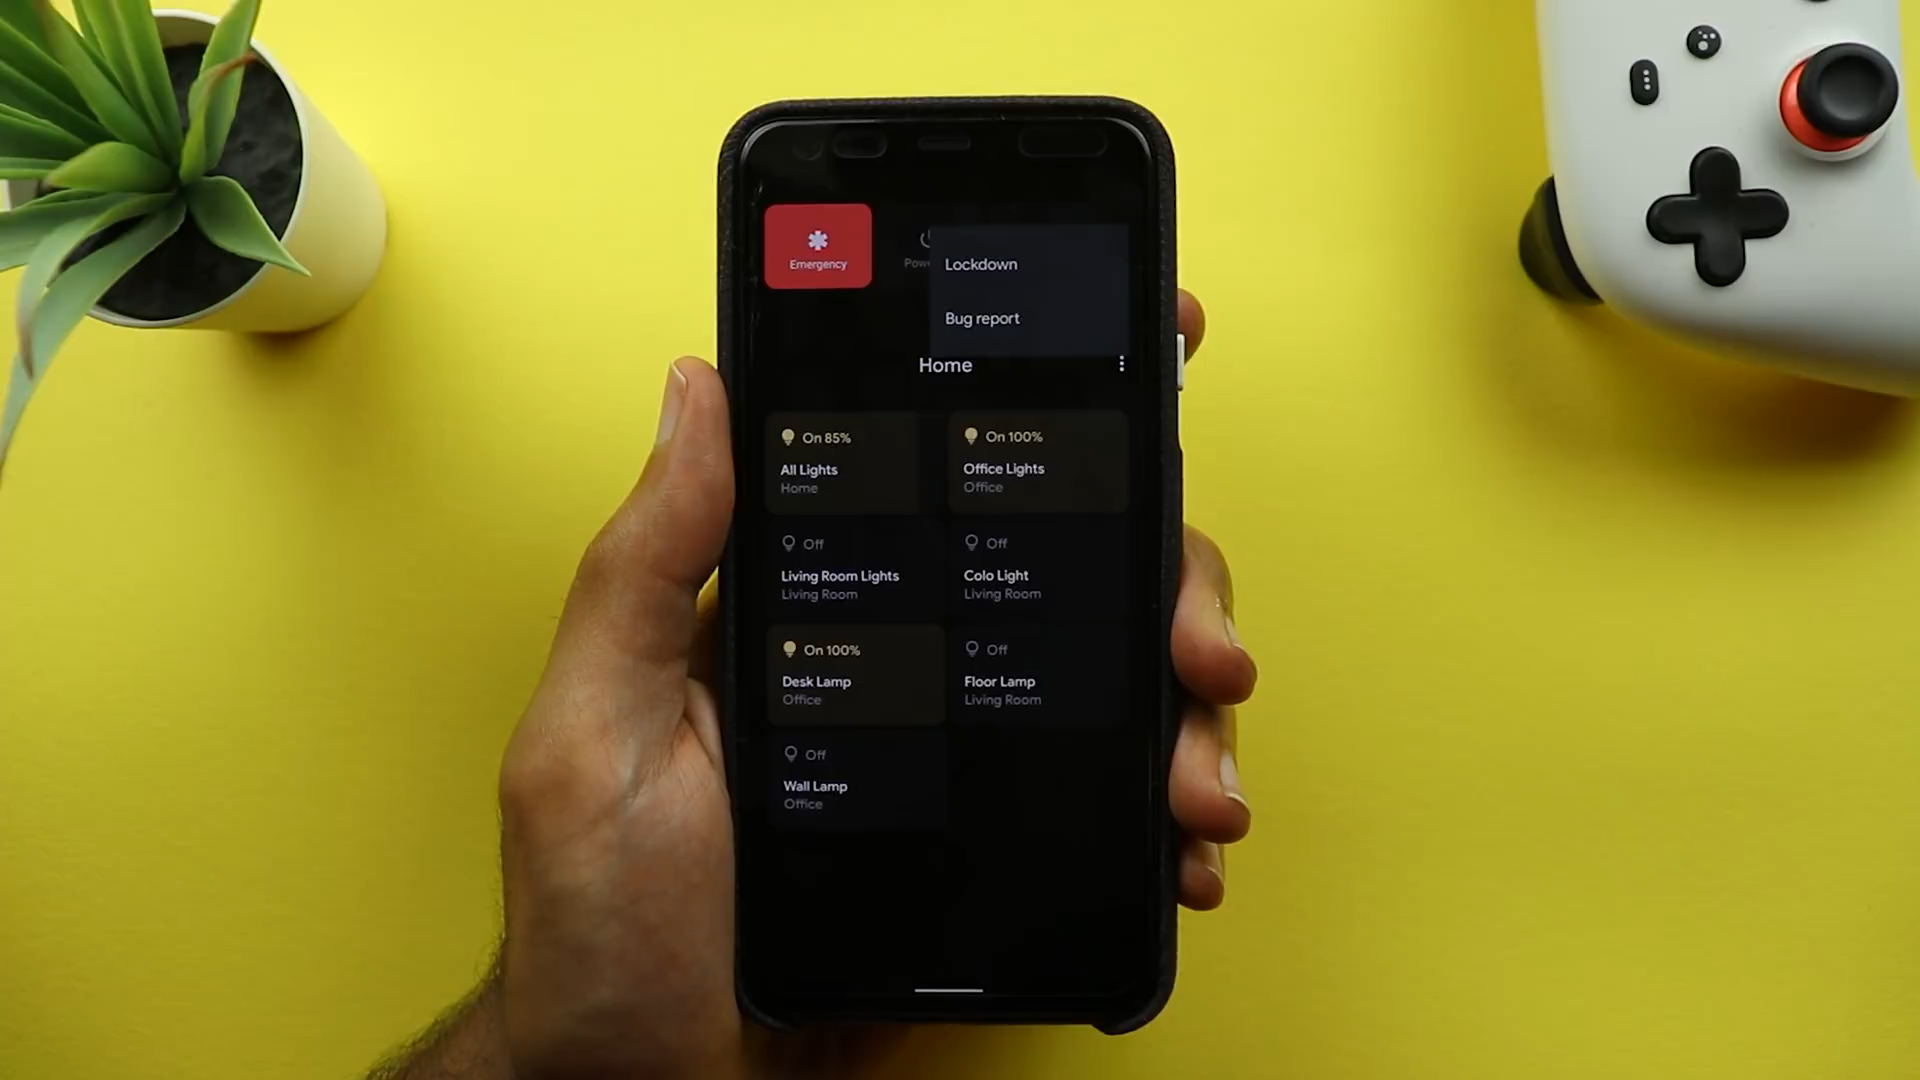 Emergency
Lockdown
Bug report
Home
On 85%
All Lights
Home
On 100%
Office Lights
Office
Off
Living Room Lights
Living Room
Off
Colo Light
Living Room
On 100%
Desk Lamp
Office
Off
Floor Lamp
Living Room
Off
Wall Lamp
Office